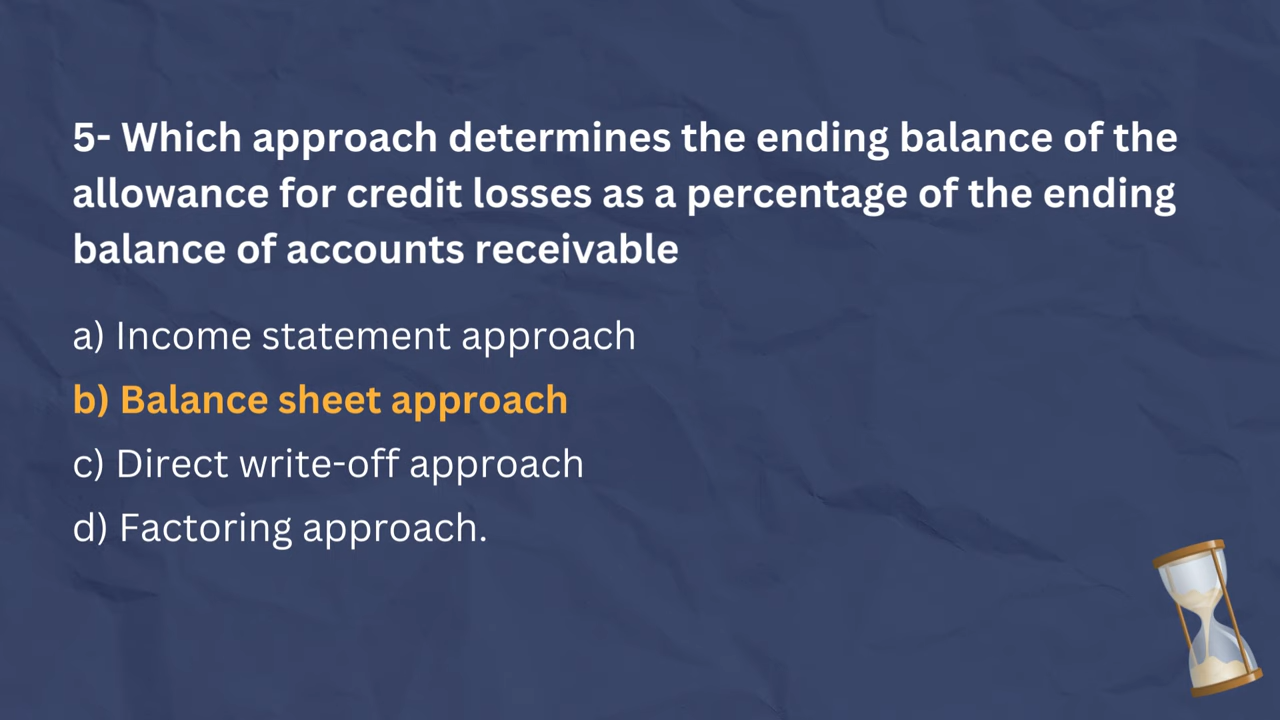 5- Which approach determines the ending balance of the
allowance for credit losses as a percentage of the ending
balance of accounts receivable
a) Income statement approach
b) Balance sheet approach
c) Direct write-off approach
d) Factoring approach.